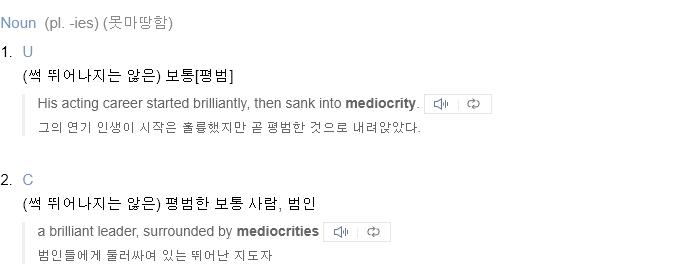 Noun (pl. -ies) (못마땅함)
1. U
(썩 뛰어나지는 않은) 보통[평범]
His acting career started brilliantly, then sank into mediocrity.
그의 연기 인생이 시작은 훌륭했지만 곧 평범한 것으로 내려앉았다.
2. C
(썩 뛰어나지는 않은) 평범한 보통 사람, 범인
a brilliant leader, surrounded by mediocrities
범인들에게 둘러싸여 있는 뛰어난 지도자